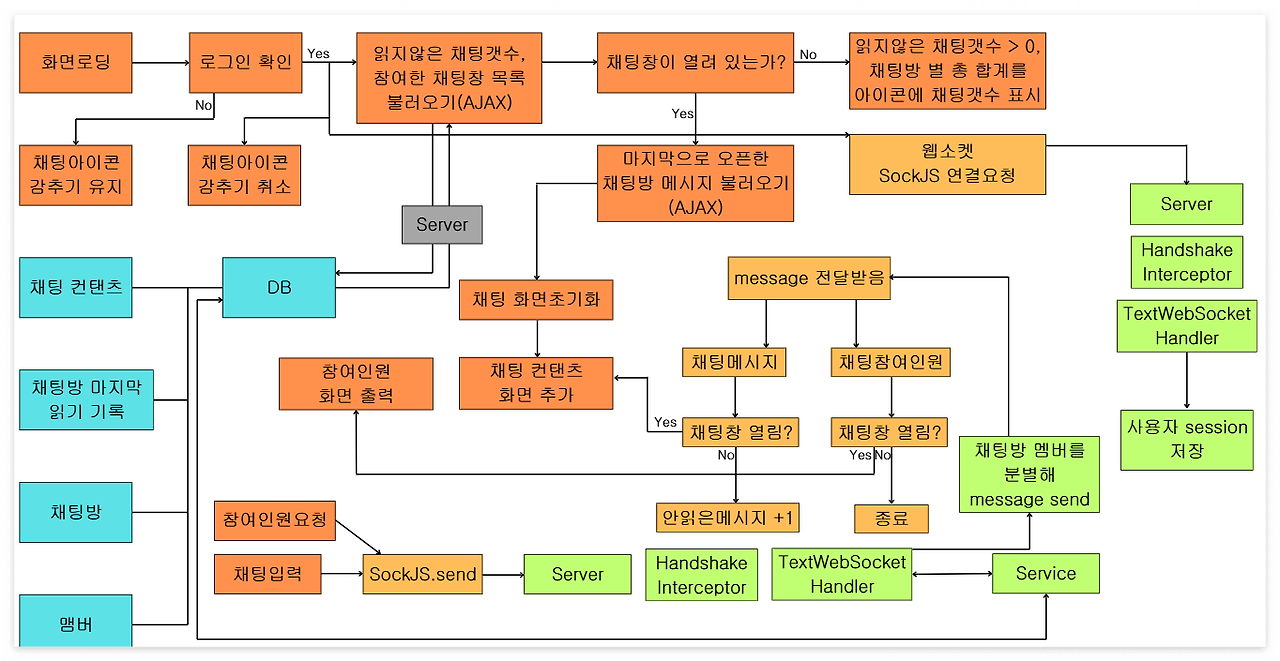 화면로딩
로그인 확인
Yes
No
읽지않은 채팅갯수,
참여한 채팅창 목록
불러오기(AJAX)
채팅창이 열려 있는가?
No
Yes
읽지않은 채팅갯수 > 0,
채팅방 별 총 합계를
아이콘에 채팅갯수 표시
채팅아이콘
감추기 유지
채팅아이콘
감추기 취소
마지막으로 오픈한
채팅방 메시지 불러오기
(AJAX)
웹소켓
SockJS 연결요청
Server
Server
Handshake
Interceptor
TextWebSocket
Handler
사용자 session
저장
채팅 컨탠츠
DB
채팅방 마지막
읽기 기록
채팅방
맴버
채팅 화면초기화
채팅 컨탠츠
화면 추가
참여인원
화면 출력
message 전달받음
채팅메시지
채팅참여인원
채팅창 열림?
Yes
No
채팅창 열림?
Yes
No
안읽은메시지 +1
종료
채팅방 멤버를
분별해
message send
참여인원요청
채팅입력
SockJS.send
Server
Handshake
Interceptor
TextWebSocket
Handler
Service